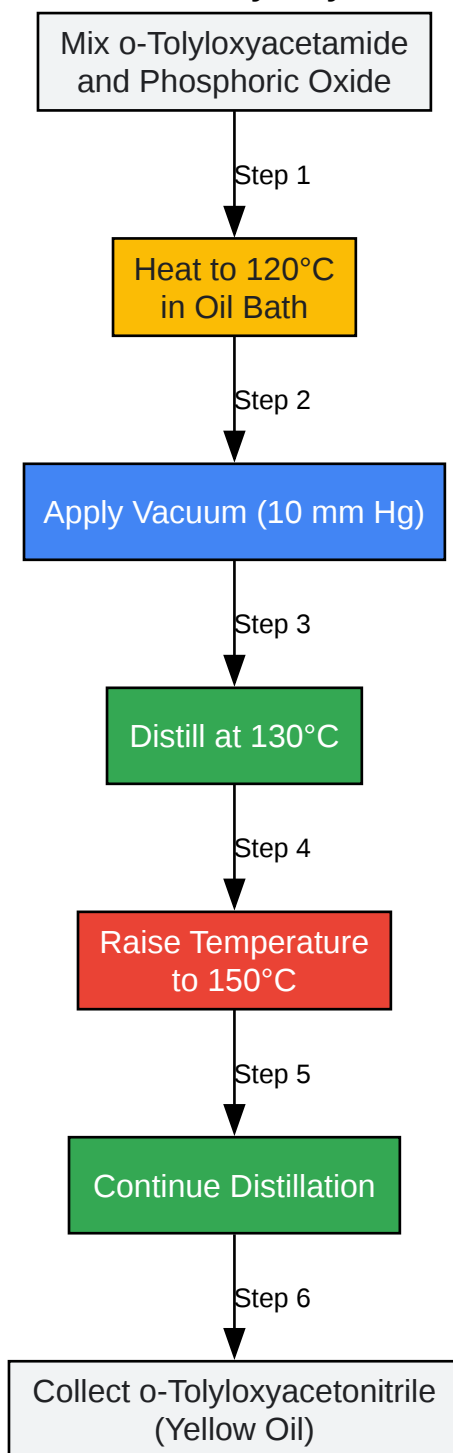 Mix o-Tolyloxyacetamide
and Phosphoric Oxide
Step 1
Heat to 120°C
in Oil Bath
Step 2
Apply Vacuum (10 mm Hg)
Step 3
Distill at 130°C
Step 4
Raise Temperature
to 150°C
Step 5
Continue Distillation
Step 6
Collect o-Tolyloxyacetonitrile
(Yellow Oil)